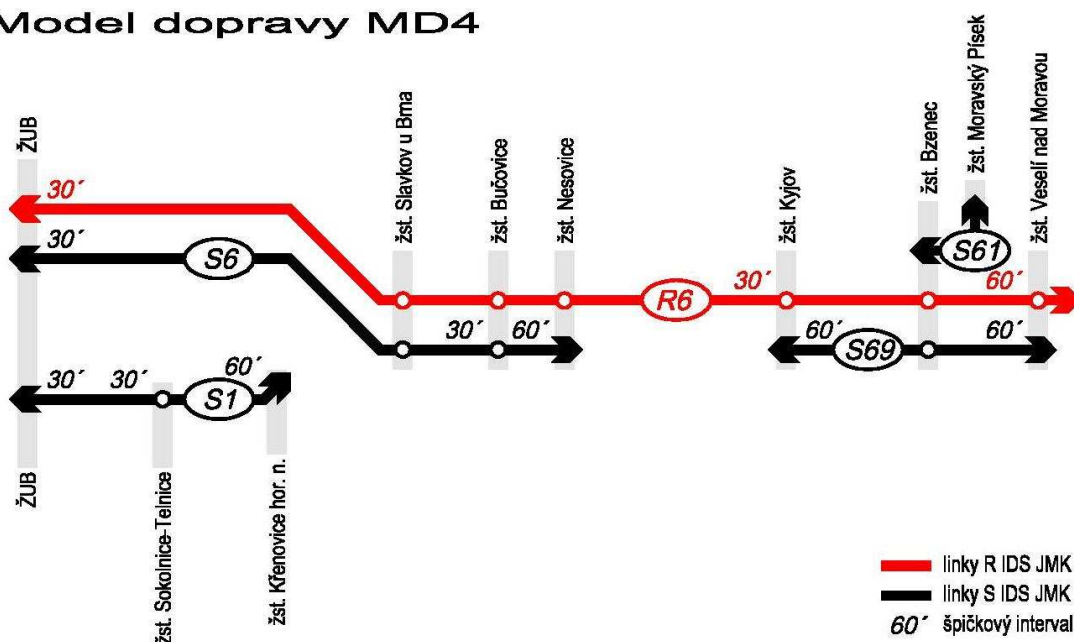 Model dopravy MD4
ŽUB
žst. Slavkov u Brna
žst. Bučovice
žst. Nesovice
žst. Kyjov
žst. Bzenec
žst. Moravský Písek
žst. Veselí nad Moravou
30´
30´
S6
S61
R6
30´
60´
30´
60´
60´
S69
60´
30´
30´
S1
60´
ŽUB
žst. Sokolnice-Telnice
žst. Křenovice hor. n.
linky R IDS JMK
linky S IDS JMK
60´ špičkový interval